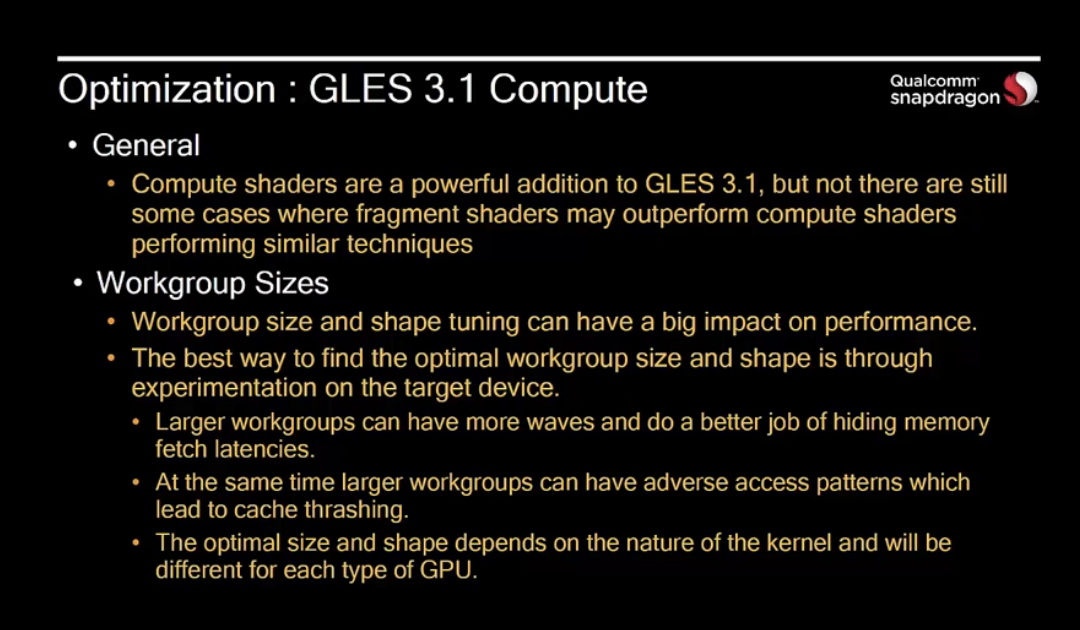 Optimization : GLES 3.1 Compute
Qualcomm
snapdragon
• General
• Compute shaders are a powerful addition to GLES 3.1, but not there are still
some cases where fragment shaders may outperform compute shaders
performing similar techniques
• Workgroup Sizes
• Workgroup size and shape tuning can have a big impact on performance.
• The best way to find the optimal workgroup size and shape is through
experimentation on the target device.
• Larger workgroups can have more waves and do a better job of hiding memory
fetch latencies.
• At the same time larger workgroups can have adverse access patterns which
lead to cache thrashing.
• The optimal size and shape depends on the nature of the kernel and will be
different for each type of GPU.